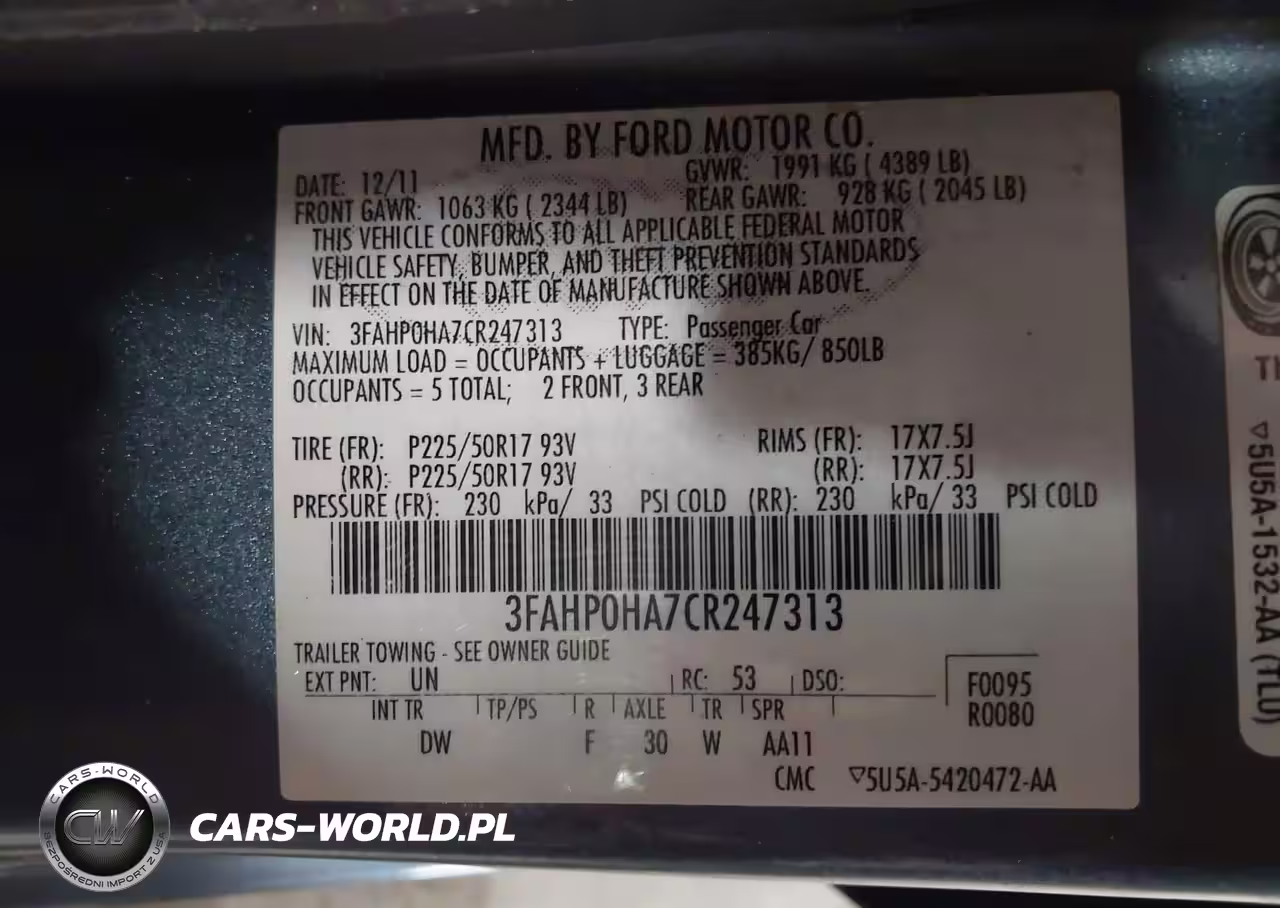 MFD. BY FORD MOTOR CO.
DATE: 12/11 GVWR: 1991 KG ( 4389 LB)
FRONT GAWR: 1063 KG ( 2344 LB) REAR GAWR: 928 KG ( 2045 LB)
THIS VEHICLE CONFORMS TO ALL APPLICABLE FEDERAL MOTOR
VEHICLE SAFETY, BUMPER, AND THEFT PREVENTION STANDARDS
IN EFFECT ON THE DATE OF MANUFACTURE SHOWN ABOVE.
VIN: 3FAHP0HA7CR247313 TYPE: Passenger Car
MAXIMUM LOAD = OCCUPANTS + LUGGAGE = 385KG/ 850LB
OCCUPANTS = 5 TOTAL; 2 FRONT, 3 REAR
TIRE (FR): P225/50R17 93V RIMS (FR): 17X7.5J
(RR): P225/50R17 93V (RR): 17X7.5J
PRESSURE (FR): 230 kPa/ 33 PSI COLD (RR): 230 kPa/ 33 PSI COLD
3FAHP0HA7CR247313
TRAILER TOWING - SEE OWNER GUIDE
EXT PNT: UN RC: 53 DSO:
F0095
R0080
INT TR TP/PS R AXLE TR SPR
DW F 30 W AA11
CMC ▽5U5A-5420472-AA
▽5U5A-1532-AA (TLU)
CARS-WORLD
CW
BEZPOŚREDNI IMPORT Z USA
CARS-WORLD.PL